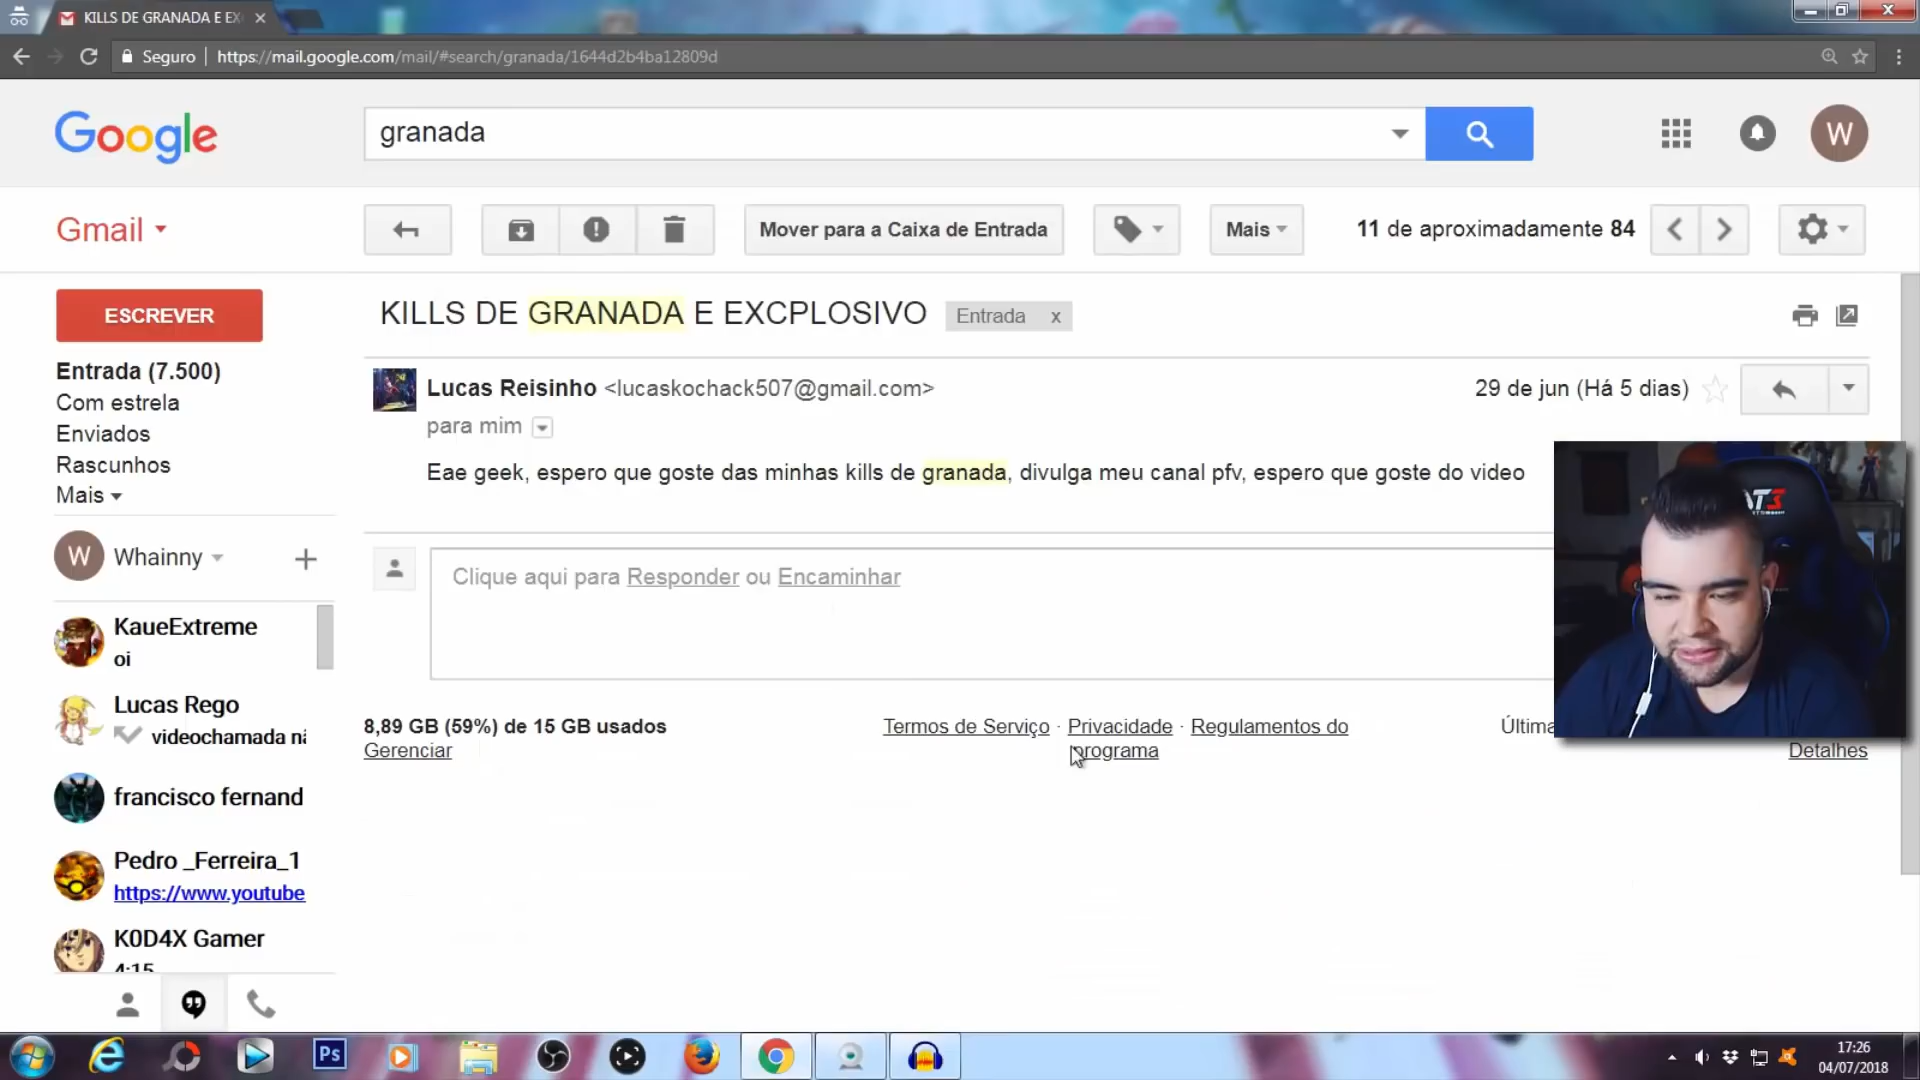 KILLS DE GRANADA E EX
Seguro https://mail.google.com/mail/#search/granada/1644d2b4ba12809d
Google
granada
W
Gmail
Mover para a Caixa de Entrada
Mais
11 de aproximadamente 84
ESCREVER
KILLS DE GRANADA E EXCPLOSIVO
Entrada x
Entrada (7.500)
Com estrela
Enviados
Rascunhos
Mais
Lucas Reisinho <lucaskochack507@gmail.com>
29 de jun (Há 5 dias)
para mim
Eae geek, espero que goste das minhas kills de granada, divulga meu canal pfv, espero que goste do video
W Whainny
Clique aqui para Responder ou Encaminhar
KaueExtreme
oi
Lucas Rego
videochamada nã
francisco fernand
Pedro _Ferreira_1
https://www.youtube
K0D4X Gamer
4:15
8,89 GB (59%) de 15 GB usados
Gerenciar
Termos de Serviço · Privacidade · Regulamentos do
programa
Última
Detalhes
Ps
17:26
04/07/2018